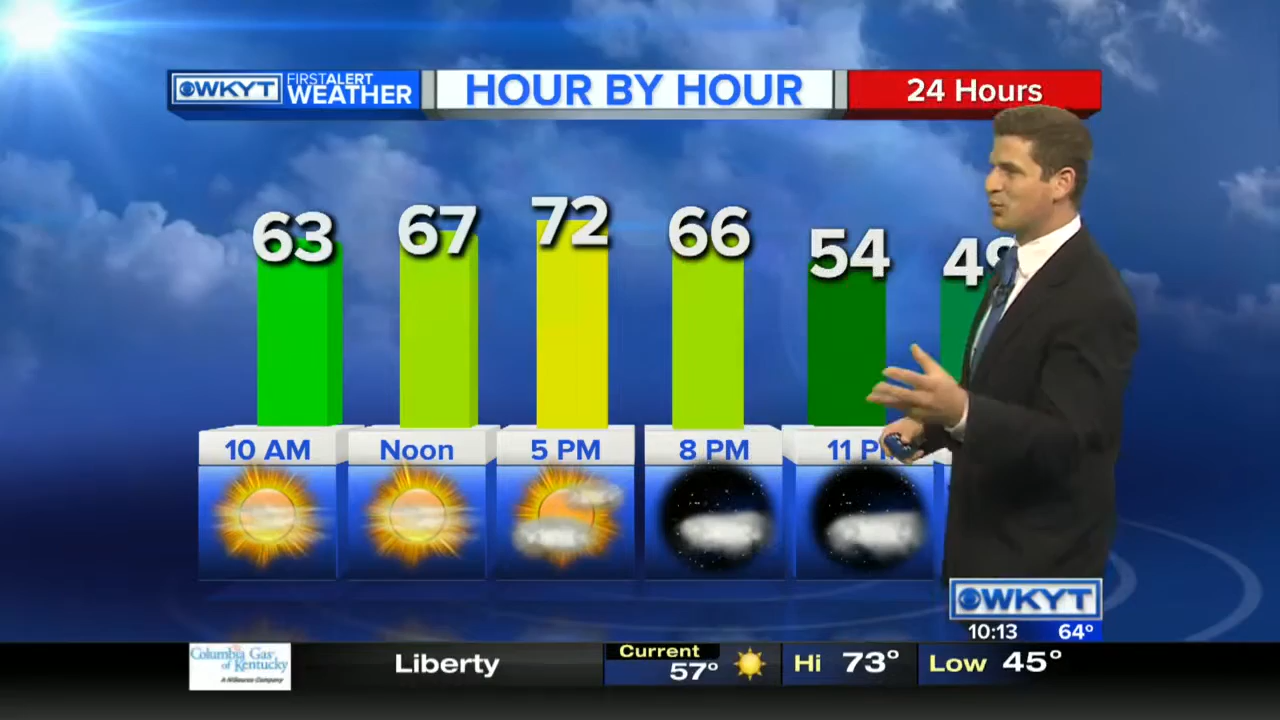 WKYT FIRST ALERT WEATHER
HOUR BY HOUR
24 Hours
63 67 72 66 54
10 AM Noon 5 PM 8 PM 11 PM
WKYT
10:13 64°
Columbia Gas of Kentucky
A NiSource Company
Liberty
Current 57°
Hi 73°
Low 45°